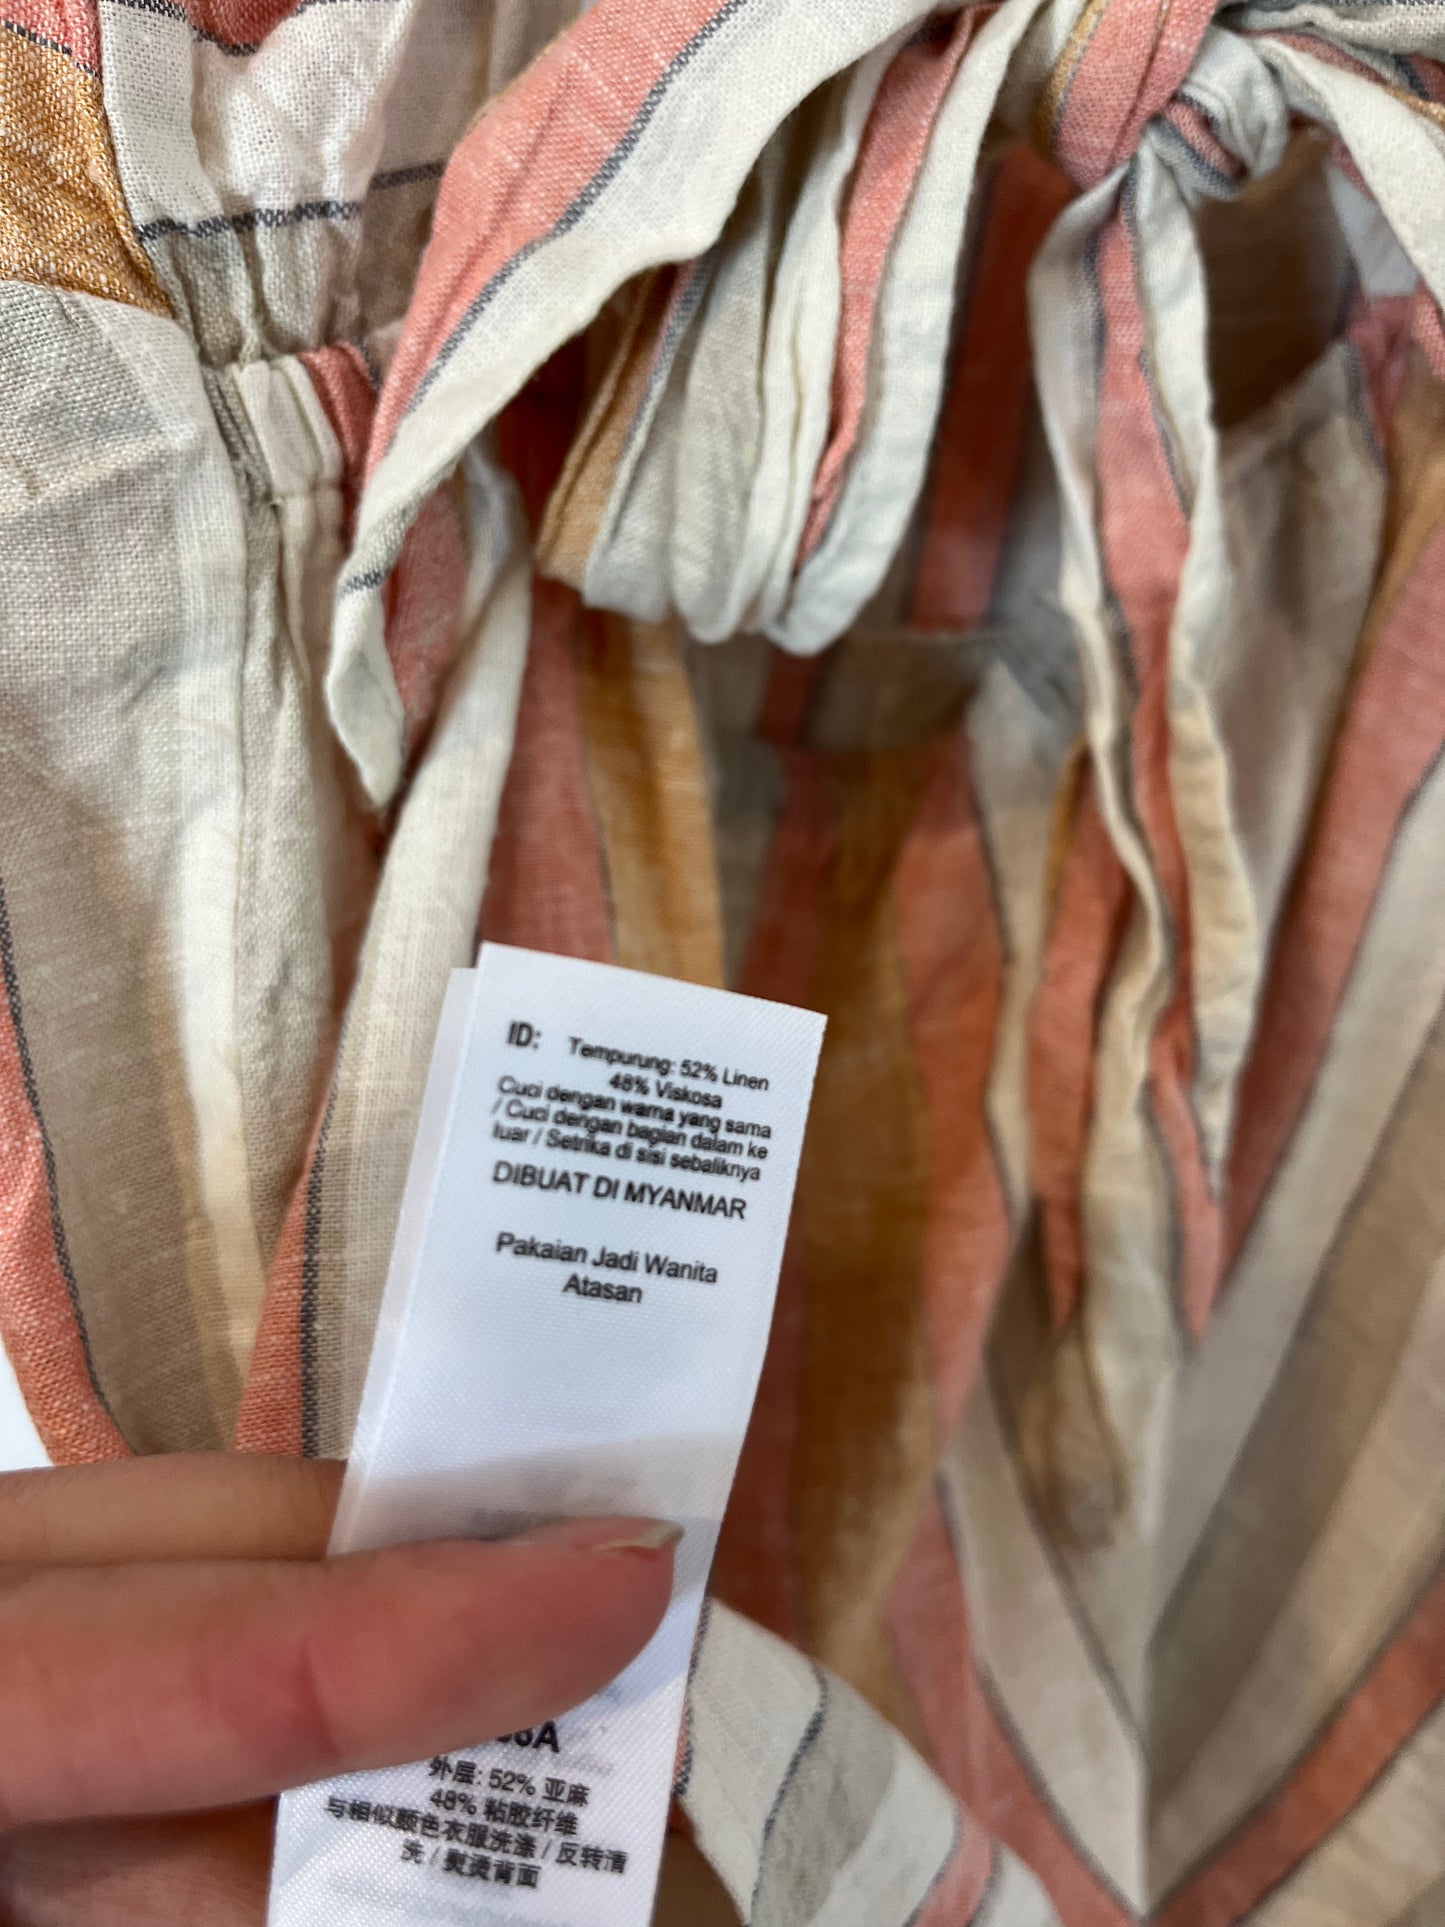 ID: Tempurung: 52% Linen
48% Viskosa
Cuci dengan warna yang sama
/ Cuci dengan bagian dalam ke
luar / Setrika di sisi sebaliknya
DIBUAT DI MYANMAR
Pakaian Jadi Wanita
Atasan
外层: 52% 亚麻
48% 粘胶纤维
与相似颜色衣服洗涤 / 反转清
洗 / 熨烫背面